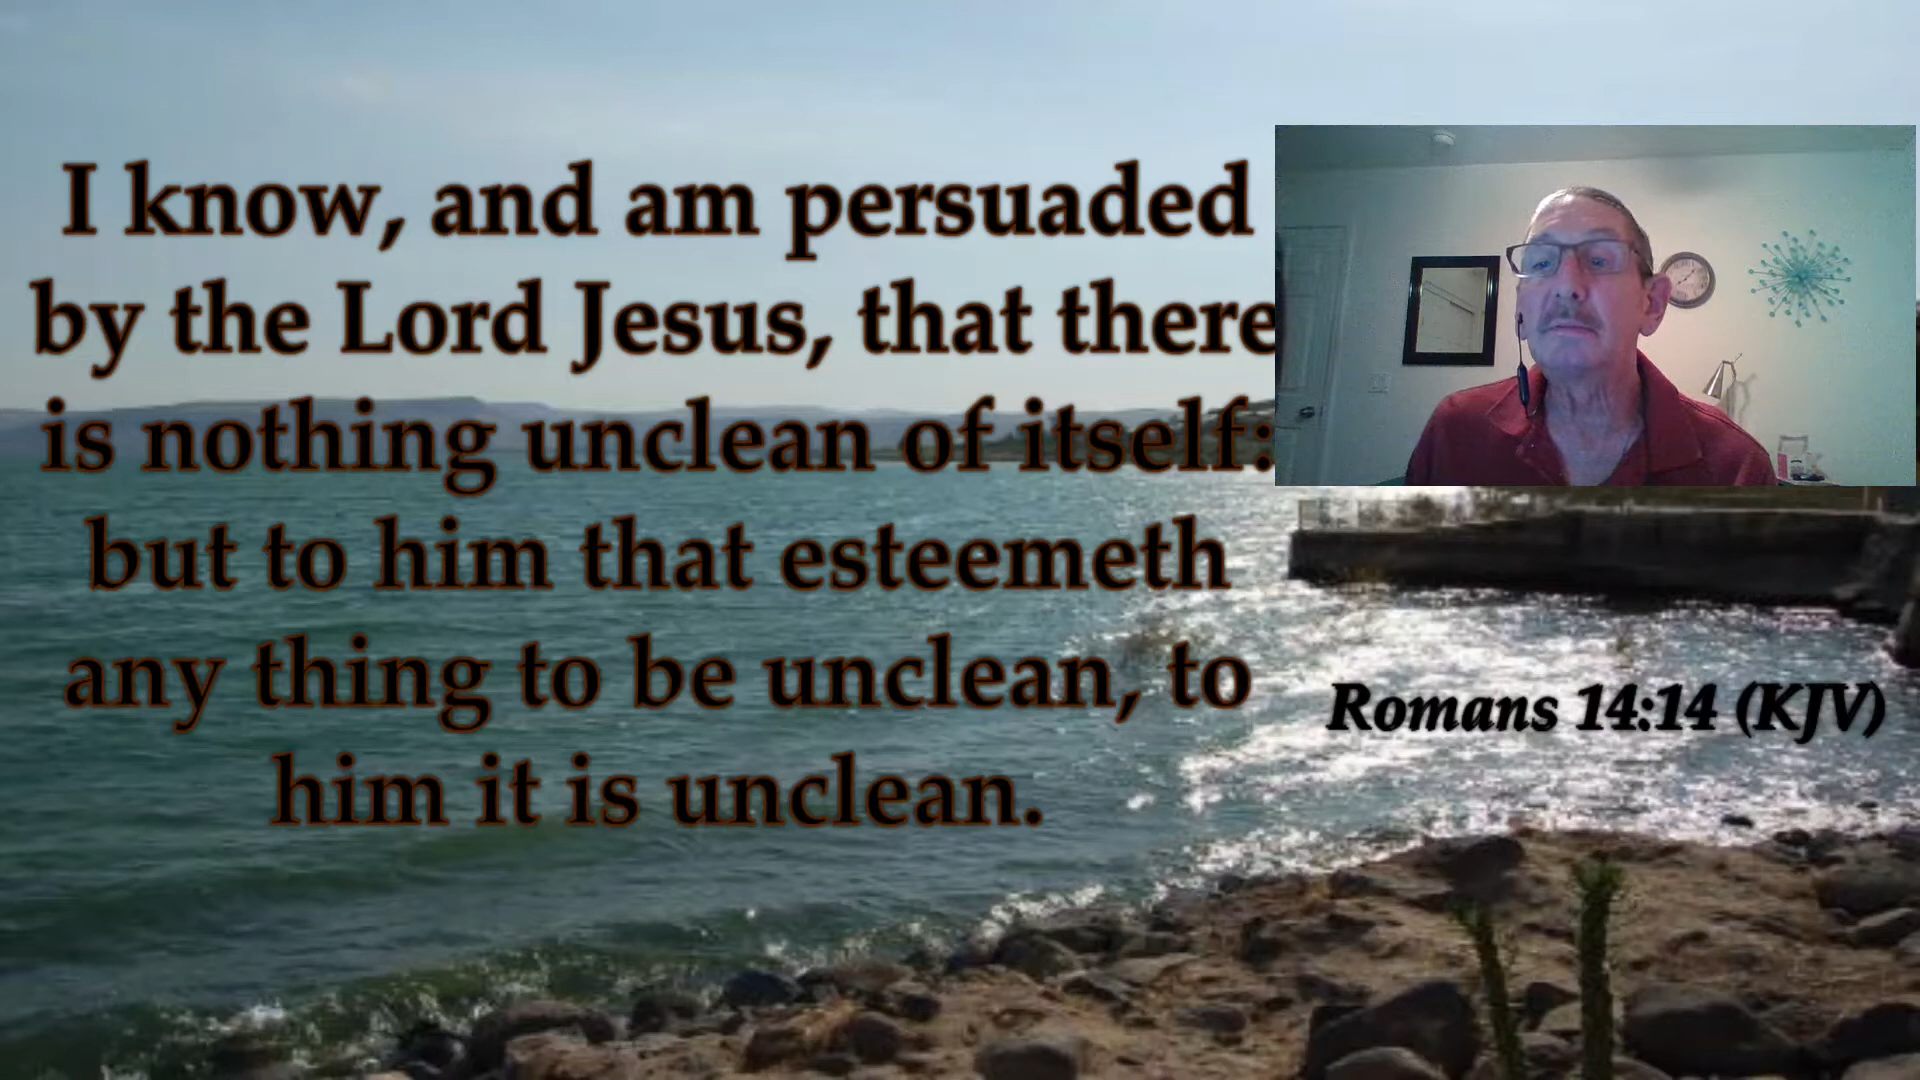 I know, and am persuaded
by the Lord Jesus, that there
is nothing unclean of itself:
but to him that esteemeth
any thing to be unclean, to
him it is unclean.
Romans 14:14 (KJV)